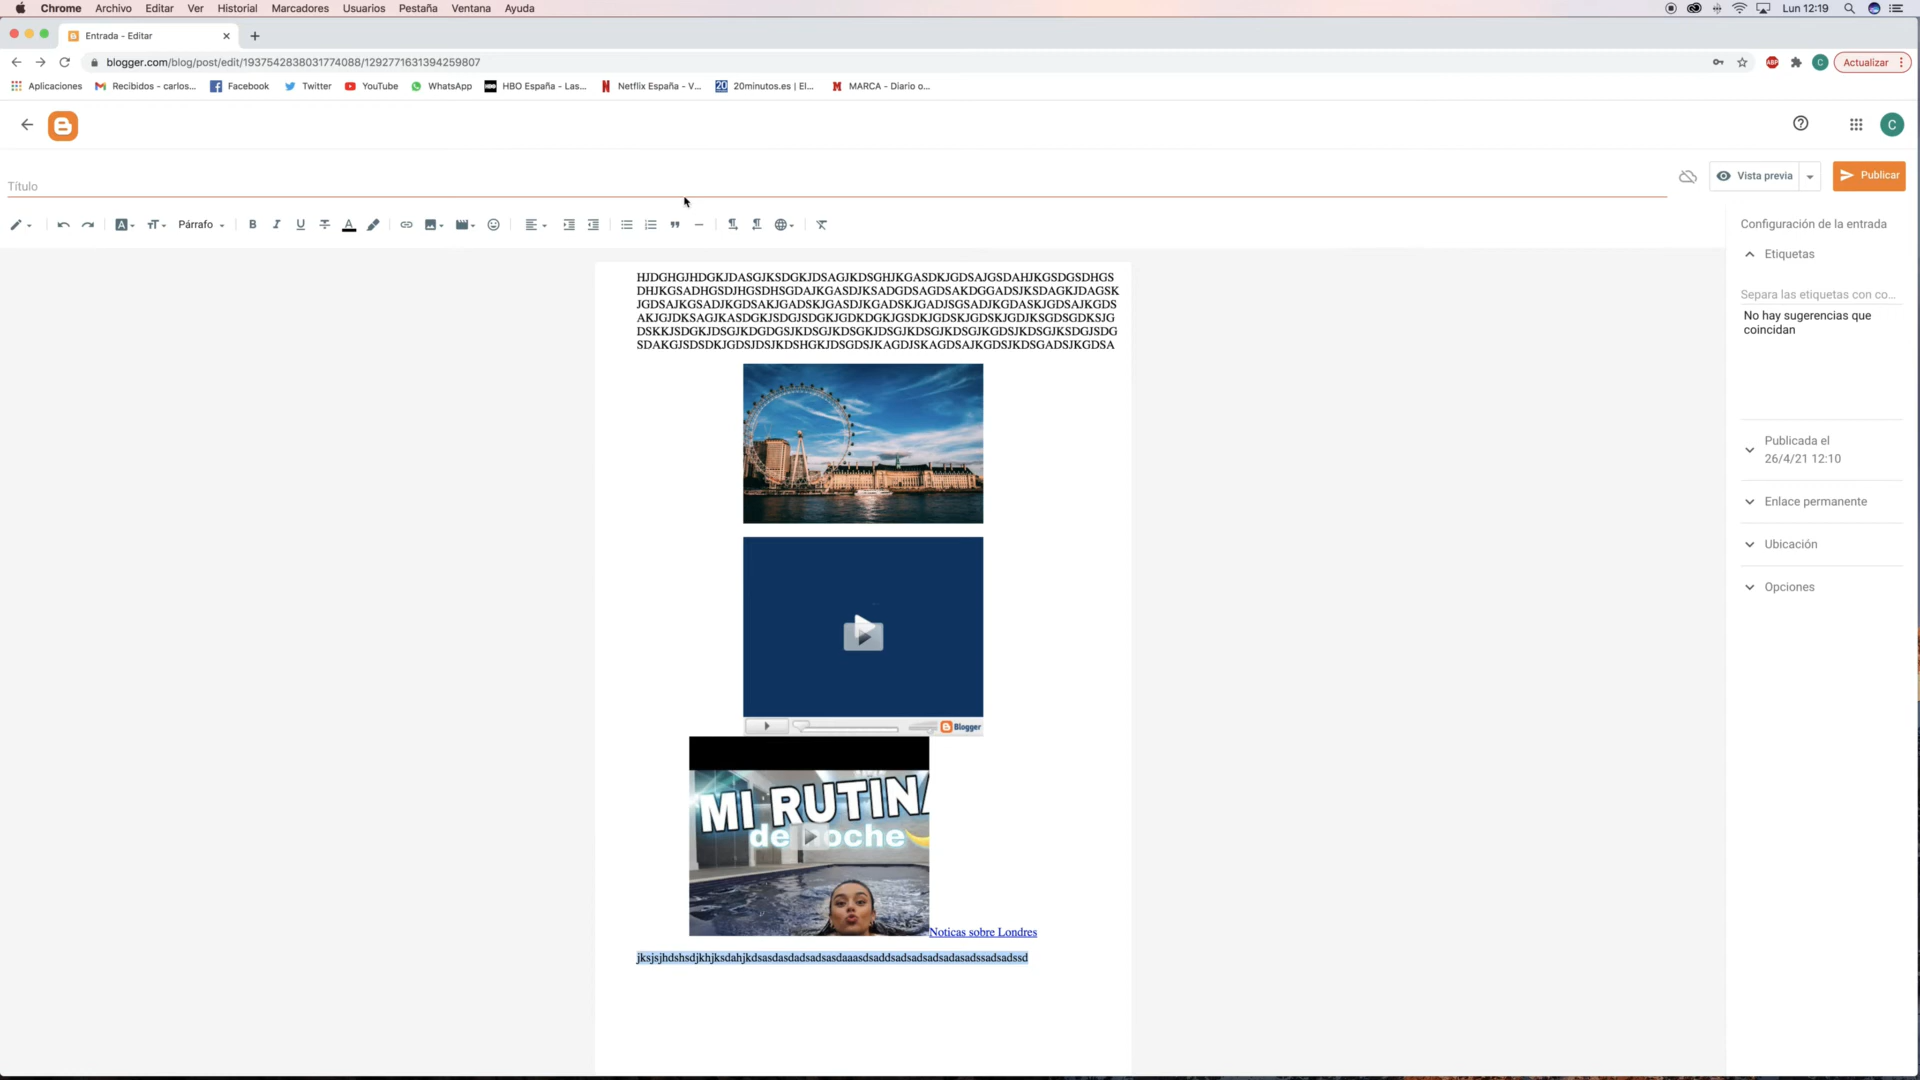 Chrome Archivo Editar Ver Historial Marcadores Usuarios Pestaña Ventana Ayuda Lun 12:19
Entrada - Editar
blogger.com/blog/post/edit/1937542838031774088/1292771631394259807 ABP C Actualizar
Aplicaciones Recibidos - carlos... Facebook Twitter YouTube WhatsApp HBO España - Las... Netflix España - V... 20minutos.es | El... MARCA - Diario o...
C
Título
Vista previa Publicar
Párrafo
Configuración de la entrada
Etiquetas
Separa las etiquetas con co...
No hay sugerencias que
coincidan
Publicada el
26/4/21 12:10
Enlace permanente
Ubicación
Opciones
HJDGHGJHDGKJDASGJKSDGKJDSAGJKDSGHJKGASDKJGDSAJGSDAHJKGSDGSDHGS
DHJKGSADHGSDJHGSDHSGDAJKGASDJKSADGDSAGDSAKDGGADSJKSDAGKJDAGSK
JGDSAJKGSADJKGDSAKJGADSKJGASDJKGADSKJGADJSGSADJKGDASKJGDSAJKGDS
AKJGJDKSAGJKASDGKJSDGJSDGKJGDKDGKJGSDKJGDSKJGDSKJGDJKSGDSGDKSJG
DSKKJSDGKJDSGJKDGDGSJKDSGJKDSGKJDSGJKDSGJKDSGJKGDSJKDSGJKSDGJSDG
SDAKGJSDSDKJGDSJDSJKDSHGKJDSGDSJKAGDJSKAGDSAJKGDSJKDSGADSJKGDSA
Blogger
MI RUTINA
de noche
Noticas sobre Londres
jksjsjhdshsdjkhjksdahjkdsasdasdadsadsasdaaasdsaddsadsadsadsadasadssadsadssd